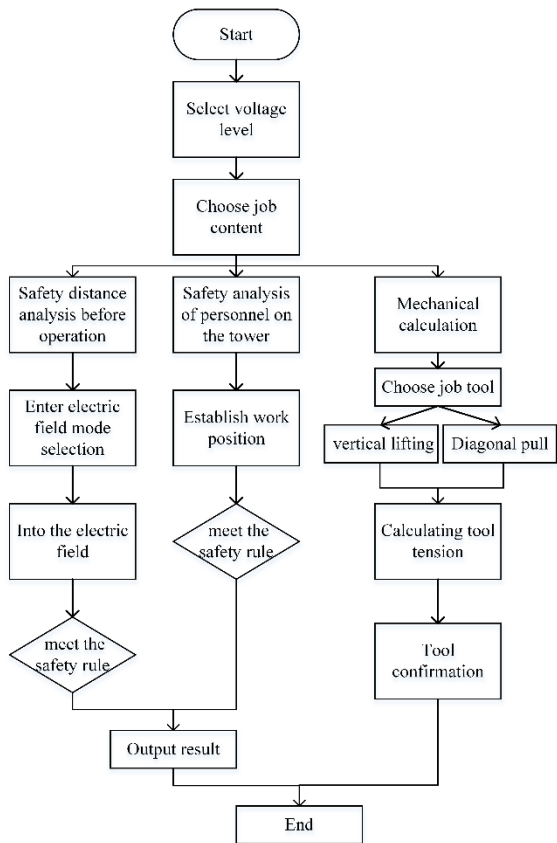 Start
Select voltage
level
Choose job
content
Safety distance
analysis before
operation
Safety analysis
of personnel on
the tower
Mechanical
calculation
Enter electric
field mode
selection
Establish work
position
Choose job tool
vertical lifting
Diagonal pull
Into the electric
field
meet the
safety rule
Calculating tool
tension
meet the
safety rule
Tool
confirmation
Output result
End